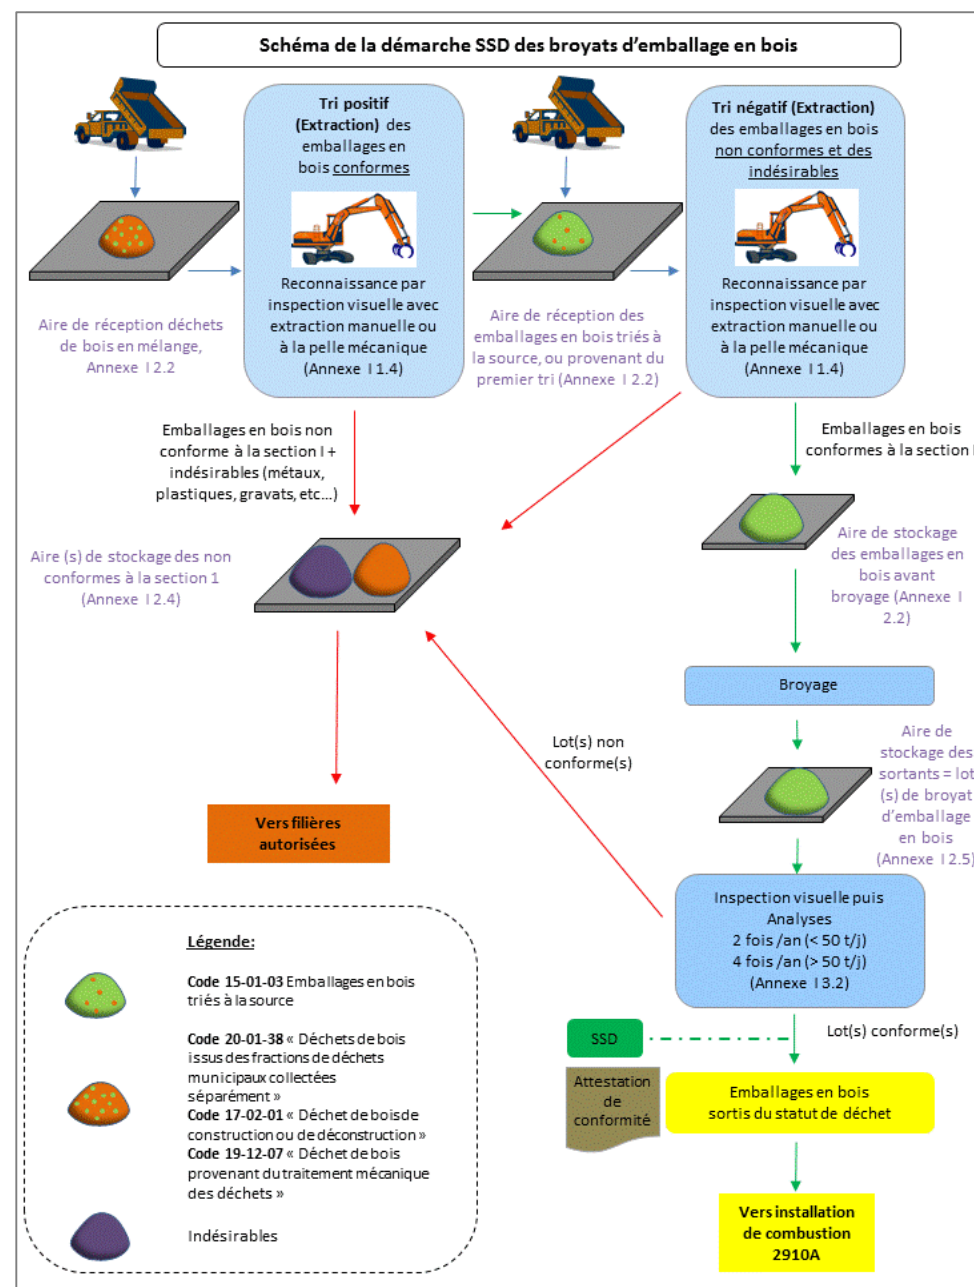 Schéma de la démarche SSD des broyats d'emballage en bois
Tri positif
(Extraction) des
emballages en
bois conformes
Reconnaissance par
inspection visuelle avec
extraction manuelle ou
à la pelle mécanique
(Annexe I 1.4)
Tri négatif (Extraction)
des emballages en bois
non conformes et des
indésirables
Reconnaissance par
inspection visuelle avec
extraction manuelle ou
à la pelle mécanique
(Annexe I 1.4)
Aire de réception déchets
de bois en mélange,
Annexe I 2.2
Aire de réception des
emballages en bois triés à
la source, ou provenant du
premier tri (Annexe I 2.2)
Emballages en bois non
conforme à la section I +
indésirables (métaux,
plastiques, gravats, etc...)
Emballages en bois
conformes à la section I
Aire (s) de stockage des non
conformes à la section 1
(Annexe I 2.4)
Aire de stockage
des emballages en
bois avant
broyage (Annexe I
2.2)
Broyage
Lot(s) non
conforme(s)
Aire de
stockage des
sortants = lot
(s) de broyat
d'emballage
en bois
(Annexe I 2.5)
Vers filières
autorisées
Inspection visuelle puis
Analyses
2 fois /an (< 50 t/j)
4 fois /an (> 50 t/j)
(Annexe I 3.2)
Lot(s) conforme(s)
SSD
Attestation
de
conformité
Emballages en bois
sortis du statut de déchet
Vers installation
de combustion
2910A
Légende:
Code 15-01-03 Emballages en bois
triés à la source
Code 20-01-38 « Déchets de bois
issus des fractions de déchets
municipaux collectées
séparément »
Code 17-02-01 « Déchet de bois de
construction ou de déconstruction »
Code 19-12-07 « Déchet de bois
provenant du traitement mécanique
des déchets »
Indésirables